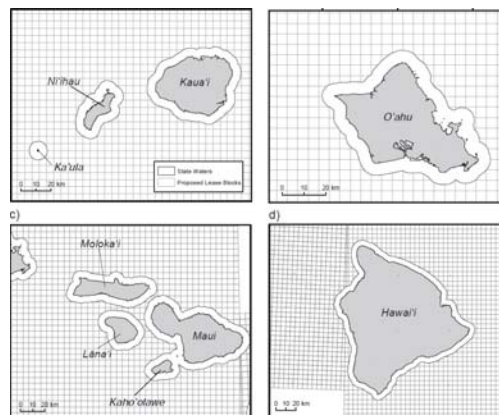 Ni'ihau
Kaua'i
Ka'ula
State Waters
Proposed Lease Blocks
0 10 20 km
O'ahu
0 5 10 20 km
c)
Moloka'i
Lāna'i
Maui
Kaho'olawe
0 10 20 km
d)
Hawai'i
0 10 20 km